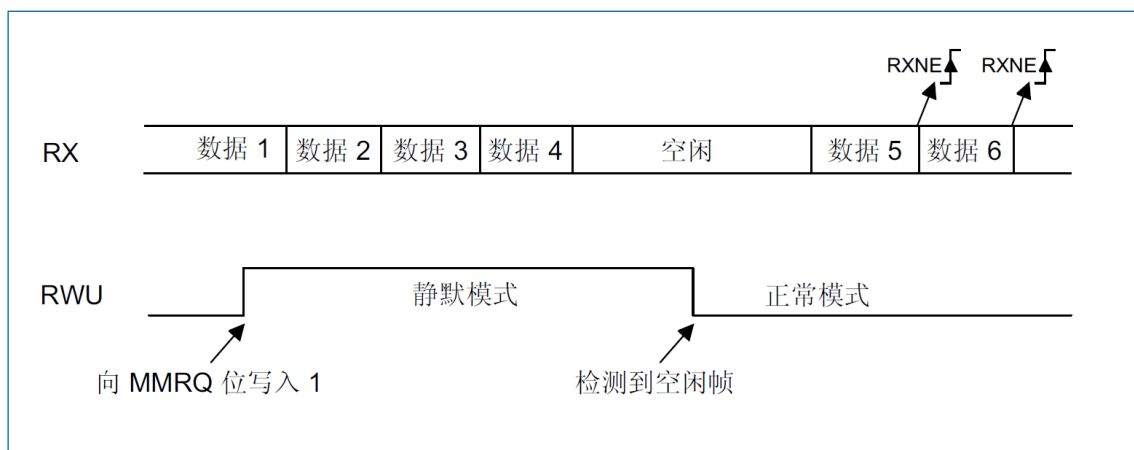 RXNE RXNE
RX 数据 1 数据 2 数据 3 数据 4 空闲 数据 5 数据 6
RWU 静默模式 正常模式
向 MMRQ 位写入 1 检测到空闲帧